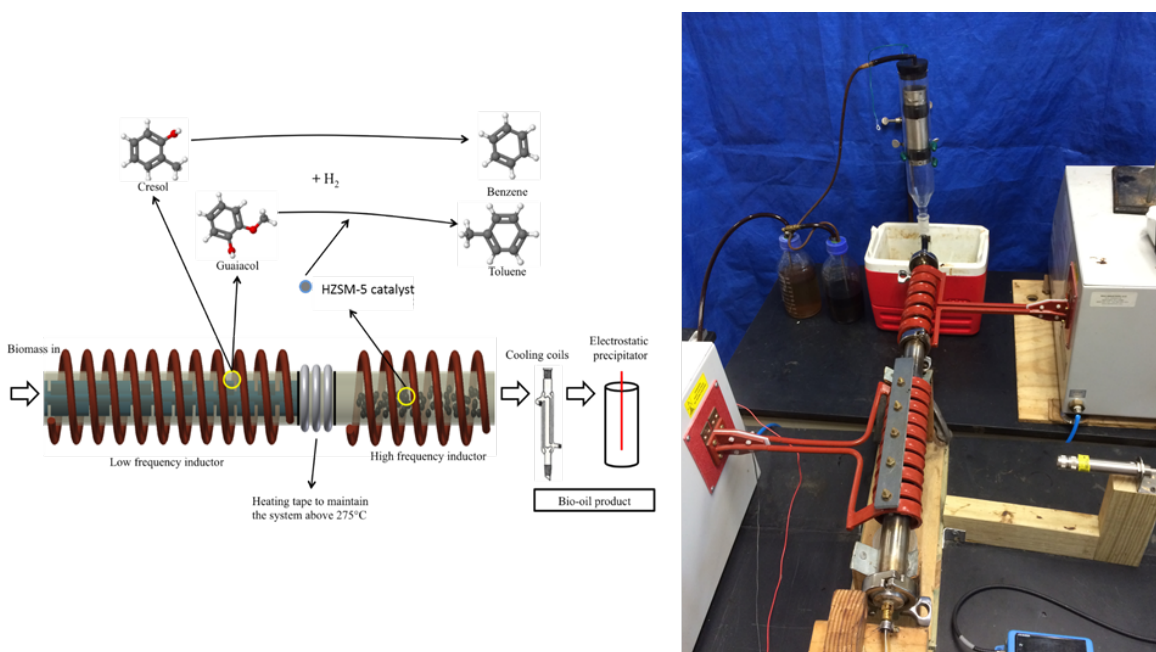 Cresol
+ H2
Benzene
Guaiacol
Toluene
HZSM-5 catalyst
Biomass in
Cooling coils
Electrostatic
precipitator
Low frequency inductor
High frequency inductor
Heating tape to maintain
the system above 275°C
Bio-oil product